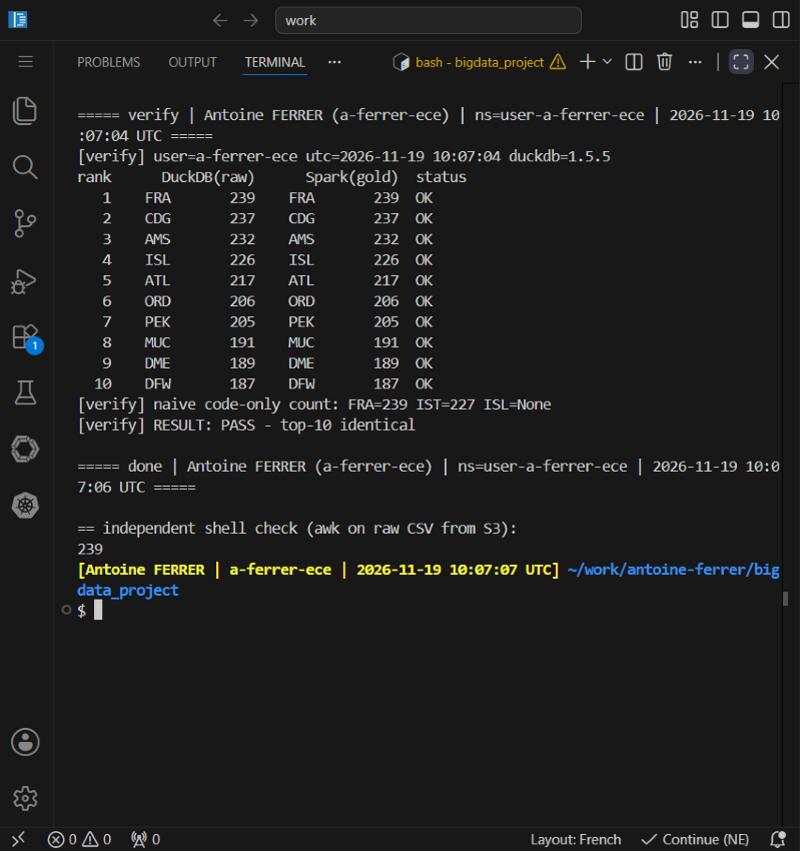 work
PROBLEMS OUTPUT TERMINAL ... bash - bigdata_project
===== verify | Antoine FERRER (a-ferrer-ece) | ns=user-a-ferrer-ece | 2026-11-19 10
:07:04 UTC =====
[verify] user=a-ferrer-ece utc=2026-11-19 10:07:04 duckdb=1.5.5
rank DuckDB(raw) Spark(gold) status
1 FRA 239 FRA 239 OK
2 CDG 237 CDG 237 OK
3 AMS 232 AMS 232 OK
4 ISL 226 ISL 226 OK
5 ATL 217 ATL 217 OK
6 ORD 206 ORD 206 OK
7 PEK 205 PEK 205 OK
8 MUC 191 MUC 191 OK
9 DME 189 DME 189 OK
10 DFW 187 DFW 187 OK
[verify] naive code-only count: FRA=239 IST=227 ISL=None
[verify] RESULT: PASS - top-10 identical
===== done | Antoine FERRER (a-ferrer-ece) | ns=user-a-ferrer-ece | 2026-11-19 10:0
7:06 UTC =====
== independent shell check (awk on raw CSV from S3):
239
[Antoine FERRER | a-ferrer-ece | 2026-11-19 10:07:07 UTC] ~/work/antoine-ferrer/big
data_project
$
1
0 0 0 Layout: French Continue (NE)